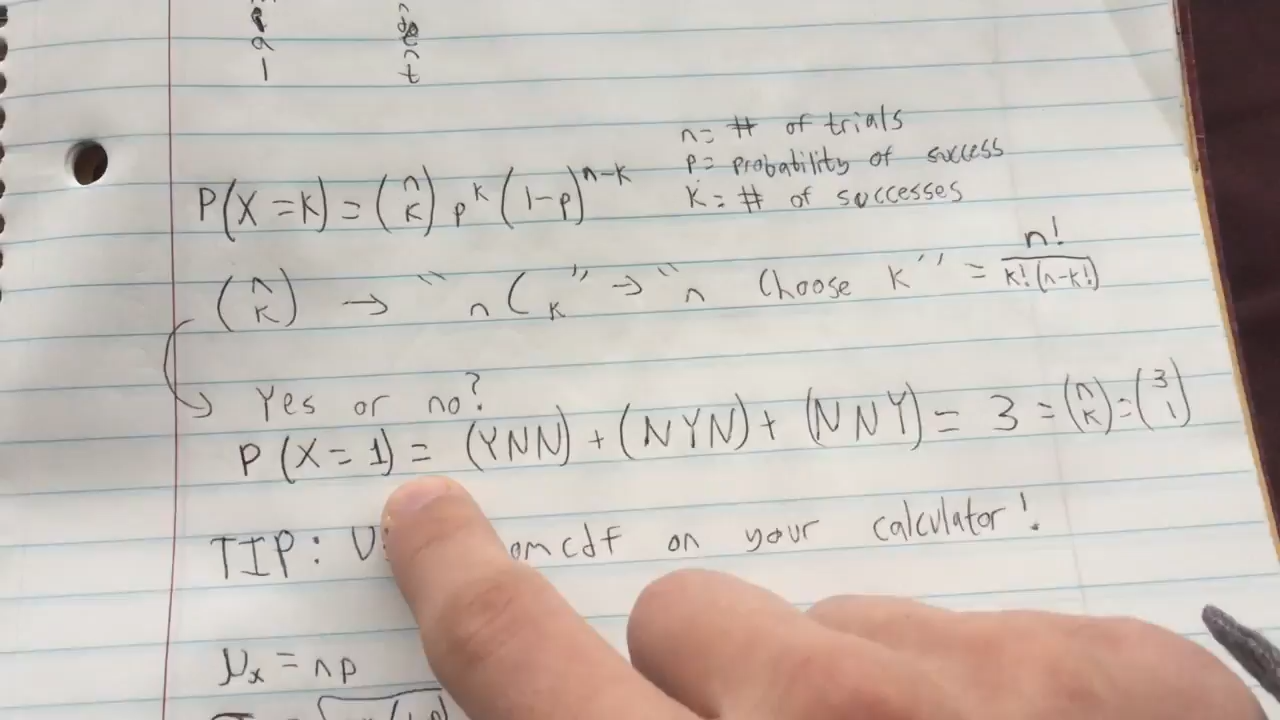 n= # of trials
p= probability of success
k= # of successes
P(X=k) = (n k) p^k (1-p)^n-k
(n k) → "n C k" → "n Choose k" = n! / k!(n-k!)
Yes or no?
P(X=1) = (YNN) + (NYN) + (NNY) = 3 = (n k) = (3 1)
TIP: omcdf on your calculator!
μx = np